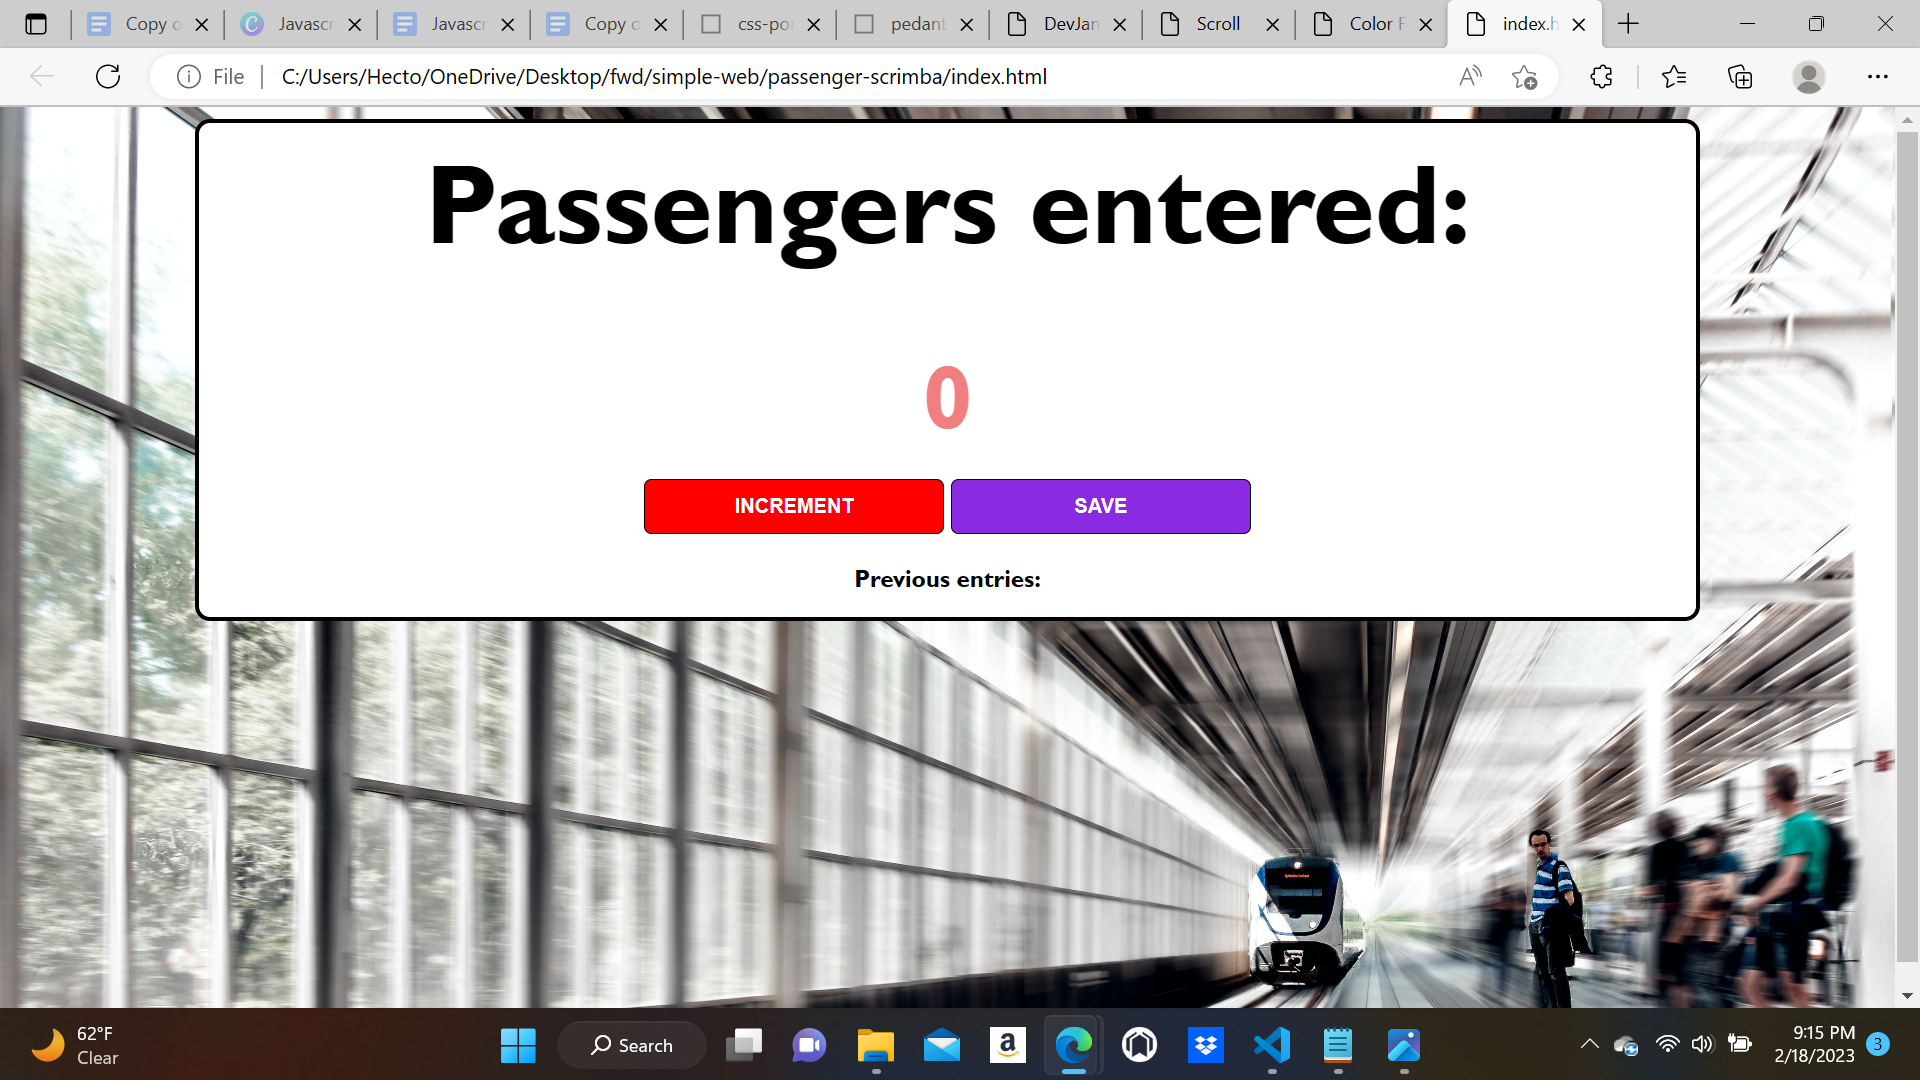 Copy o
Javascr
Javascr
Copy o
css-por
pedant
DevJan
Scroll
Color F
index.h
File
C:/Users/Hecto/OneDrive/Desktop/fwd/simple-web/passenger-scrimba/index.html
Passengers entered:
0
INCREMENT
SAVE
Previous entries:
62°F
Clear
Search
9:15 PM
2/18/2023
3